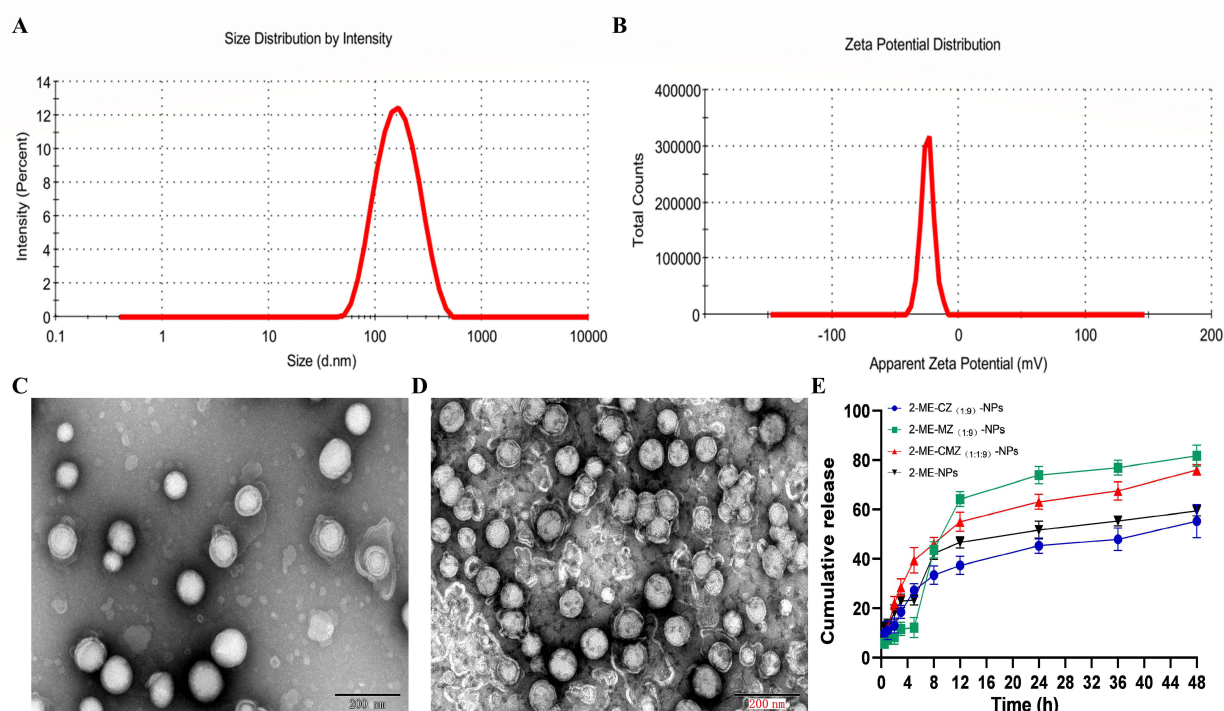 A
Size Distribution by Intensity
Intensity (Percent)
14
12
10
8
6
4
2
0
0.1
1
10
100
1000
10000
Size (d.nm)
B
Zeta Potential Distribution
Total Counts
400000
300000
200000
100000
0
-100
0
100
200
Apparent Zeta Potential (mV)
C
200 nm
D
200 nm
E
2-ME-CZ (1:9) -NPs
2-ME-MZ (1:9) -NPs
2-ME-CMZ (1:1:9) -NPs
2-ME-NPs
Cumulative release
100
80
60
40
20
0
0 4 8 12 16 20 24 28 32 36 40 44 48
Time (h)